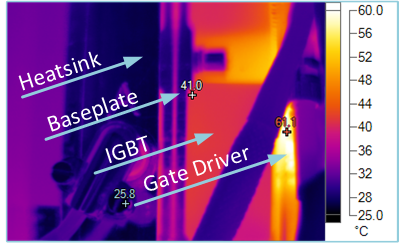 60.0
56
52
48
44
40
36
32
28
25.0
°C
Heatsink
41.0
Baseplate
IGBT
61.1
Gate Driver
25.8